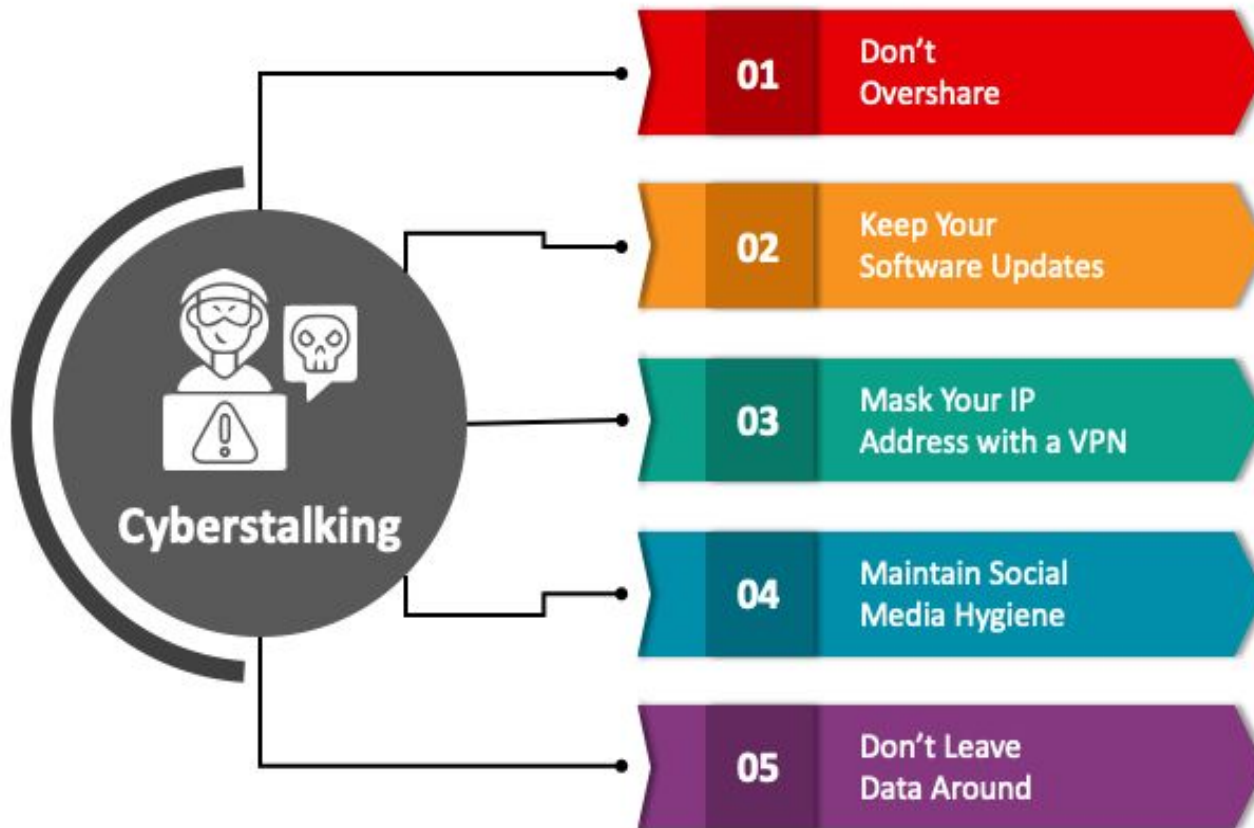 Cyberstalking
01
Don’t
Overshare
02
Keep Your
Software Updates
03
Mask Your IP
Address with a VPN
04
Maintain Social
Media Hygiene
05
Don’t Leave
Data Around